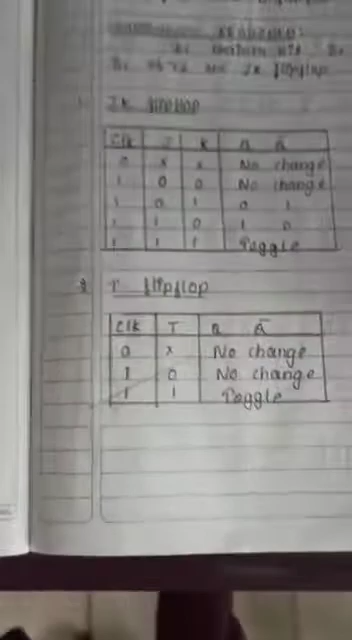 JK flipflop
Clk J K Q Q̄
0 x x No change
1 0 0 No change
1 0 1 0 1
1 1 0 1 0
1 1 1 Toggle
T flipflop
Clk T Q Q̄
0 x No change
1 0 No change
1 1 Toggle